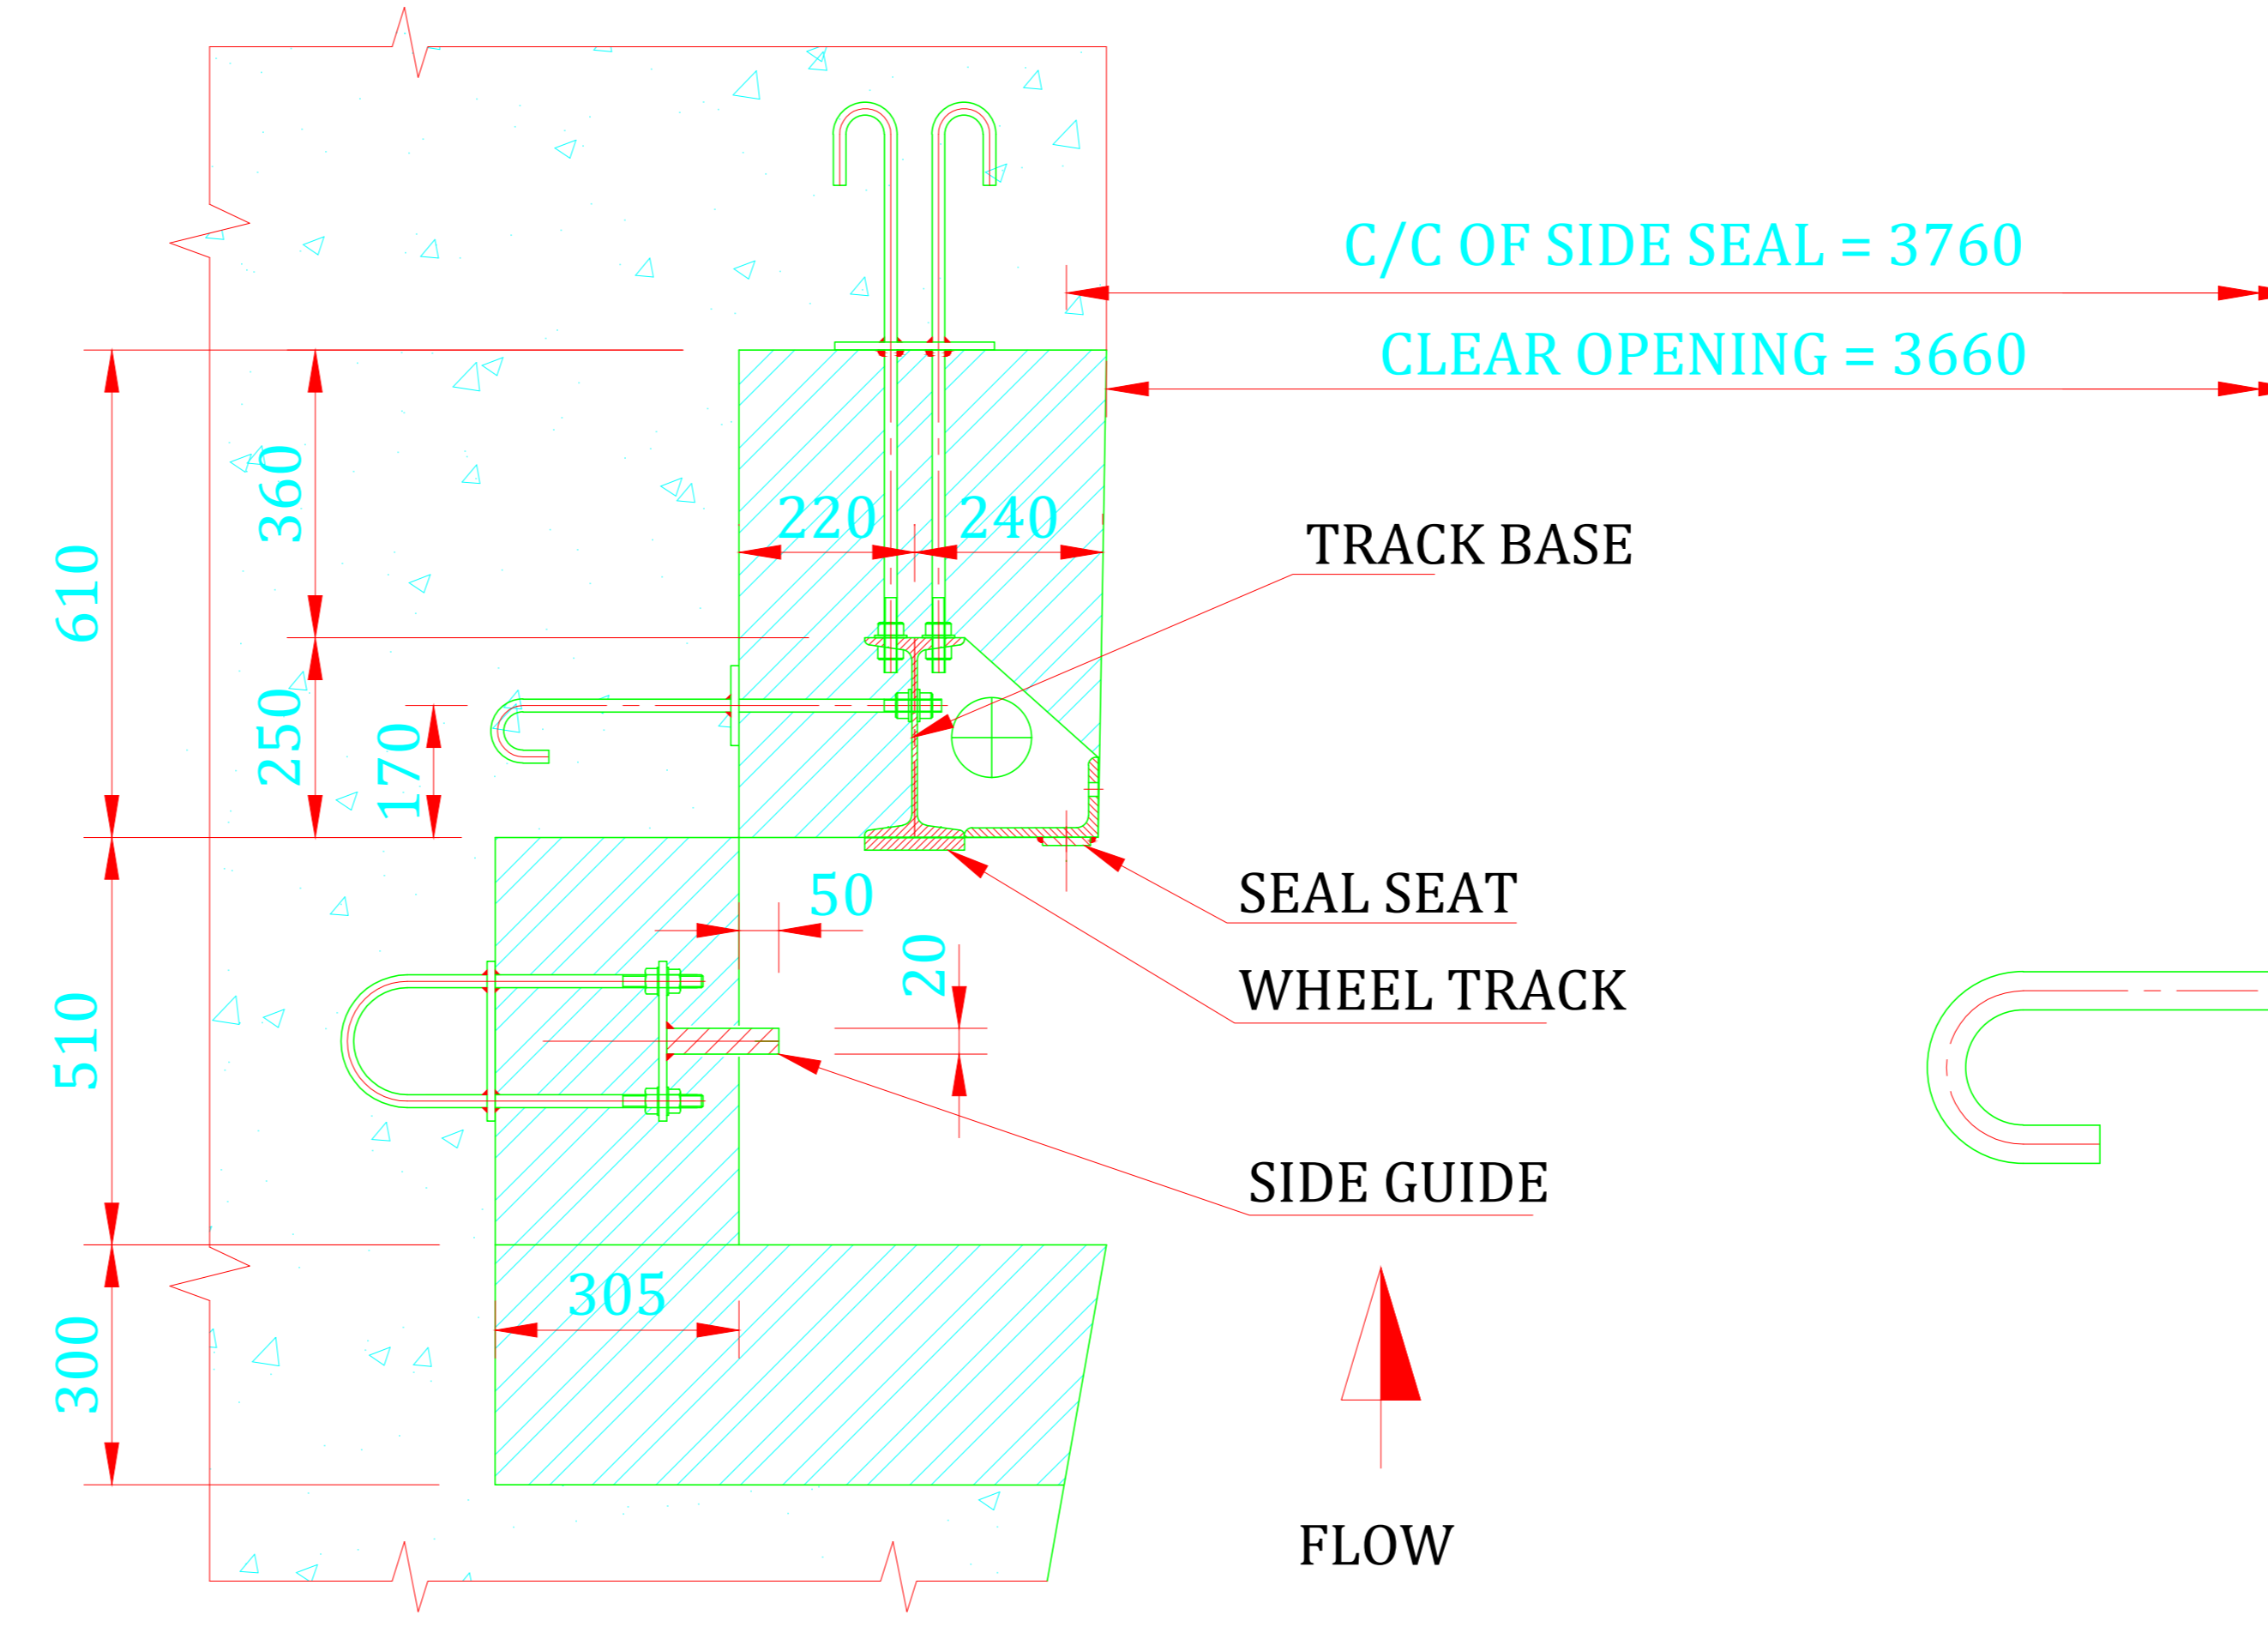 C/C OF SIDE SEAL = 3760
CLEAR OPENING = 3660
360
220
240
TRACK BASE
610
250
170
SEAL SEAT
50
20
WHEEL TRACK
510
SIDE GUIDE
305
300
FLOW